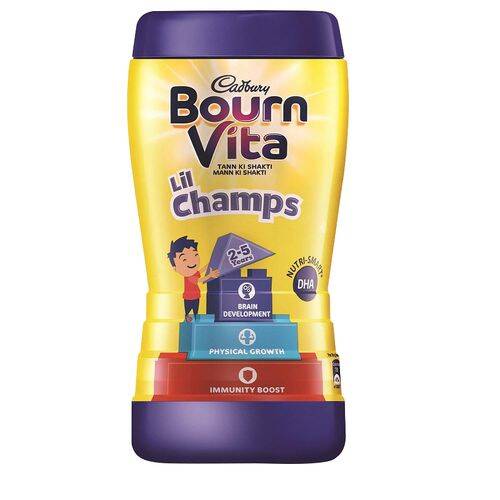 Cadbury
Bourn
Vita
TANN KI SHAKTI
MANN KI SHAKTI
Lil
Champs
2-5
Years
NUTRI-SMART*
DHA
BRAIN
DEVELOPMENT
PHYSICAL GROWTH
IMMUNITY BOOST